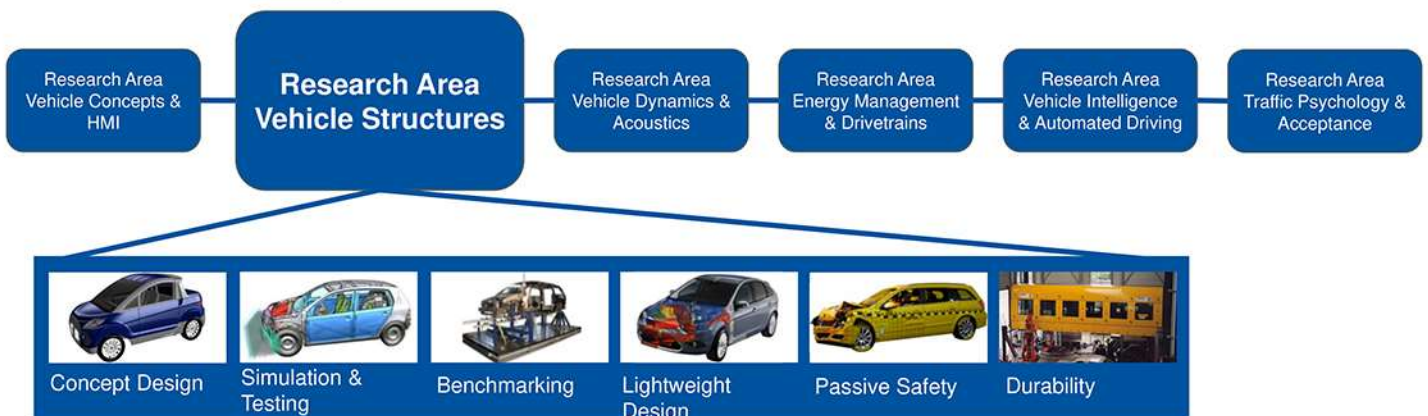 Research Area
Vehicle Concepts &
HMI
Research Area
Vehicle Structures
Research Area
Vehicle Dynamics &
Acoustics
Research Area
Energy Management
& Drivetrains
Research Area
Vehicle Intelligence
& Automated Driving
Research Area
Traffic Psychology &
Acceptance
Concept Design
Simulation &
Testing
Benchmarking
Lightweight
Design
Passive Safety
Durability